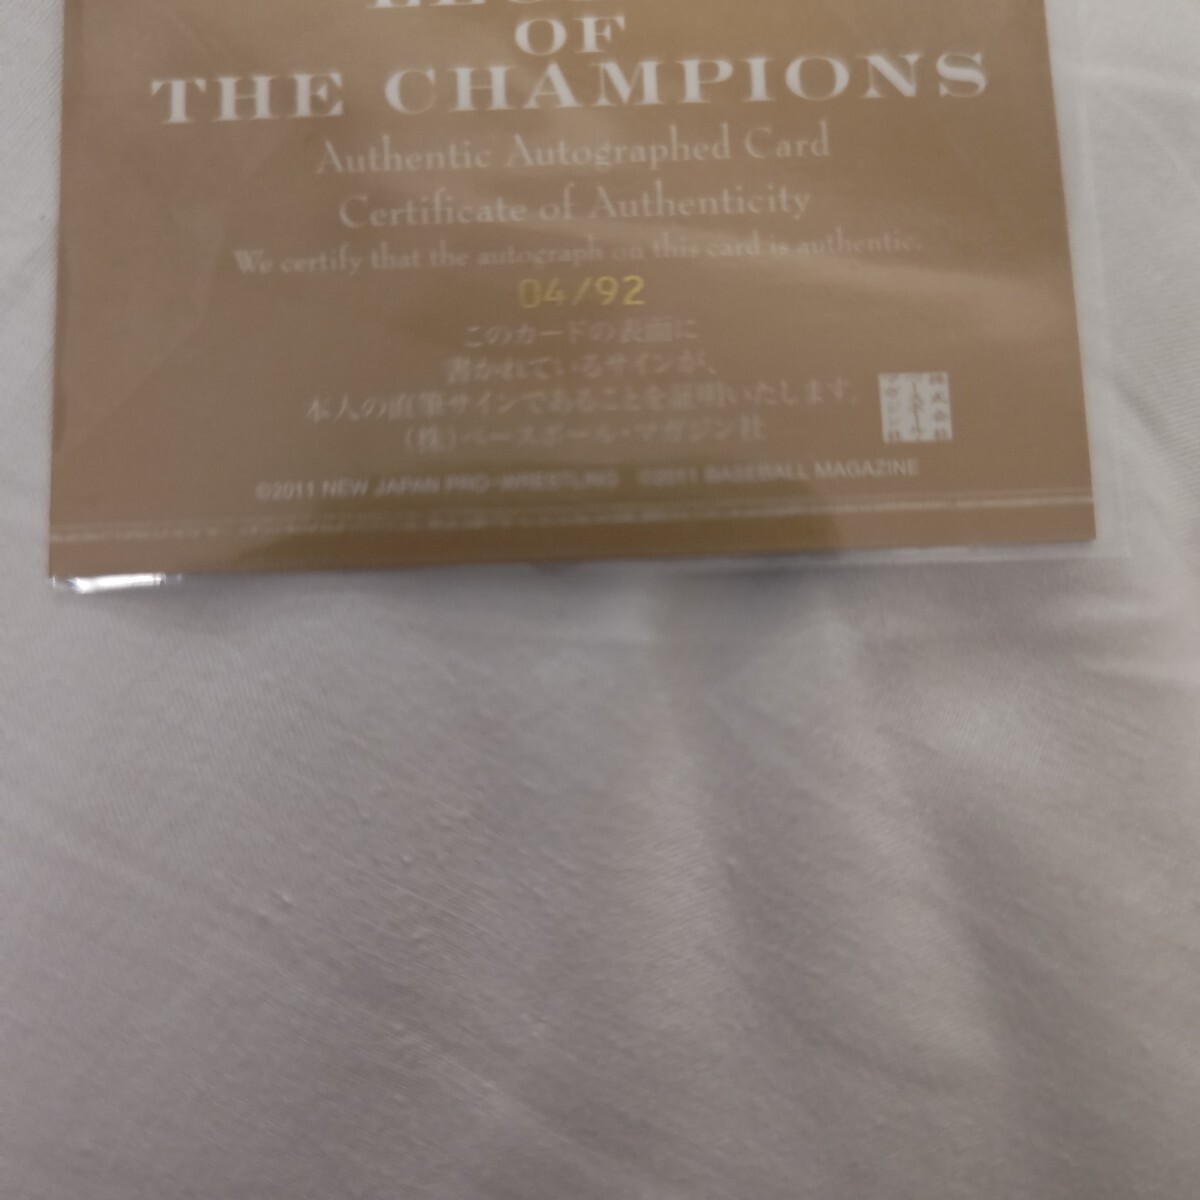 OF
THE CHAMPIONS
Authentic Autographed Card
Certificate of Authenticity
We certify that the autograph on this card is authentic.
04/92
このカードの表面に
書かれているサインが、
本人の直筆サインであることを証明いたします。
(株)ベースボール・マガジン社
©2011 NEW JAPAN PRO-WRESTLING ©2011 BASEBALL MAGAZINE